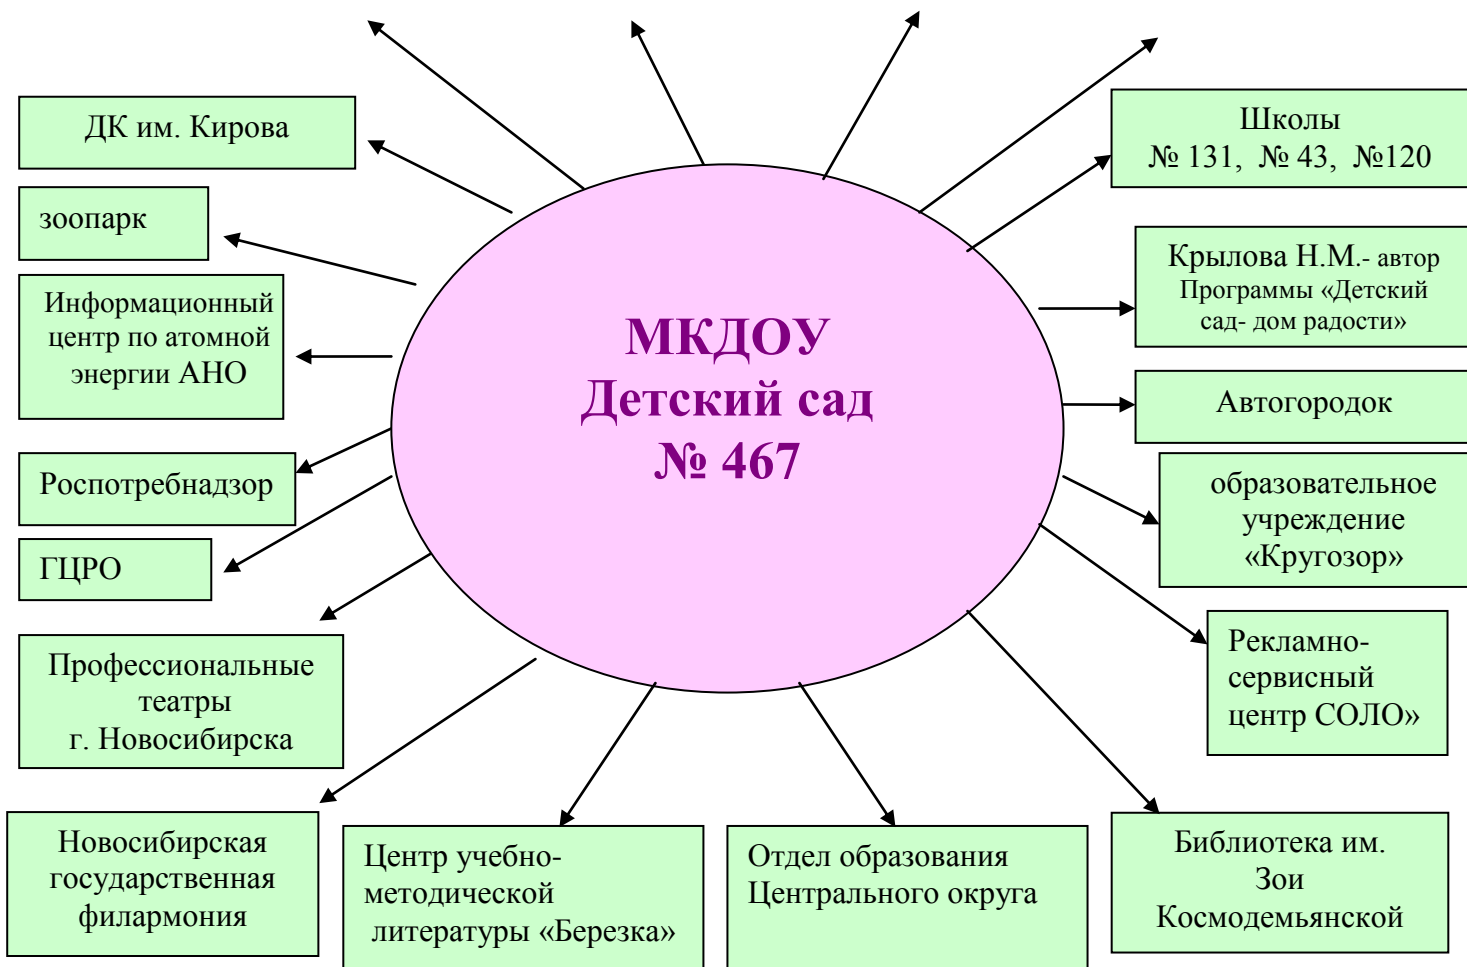 ДК им. Кирова
зоопарк
Информационный
центр по атомной
энергии АНО
Роспотребнадзор
ГЦРО
Профессиональные
театры
г. Новосибирска
Новосибирская
государственная
филармония
МКДОУ
Детский сад
№ 467
Центр учебно-
методической
литературы «Березка»
Отдел образования
Центрального округа
Школы
№ 131, № 43, №120
Крылова Н.М.- автор
Программы «Детский
сад- дом радости»
Автогородок
образовательное
учреждение
«Кругозор»
Рекламно-
сервисный
центр СОЛО»
Библиотека им.
Зои
Космодемьянской